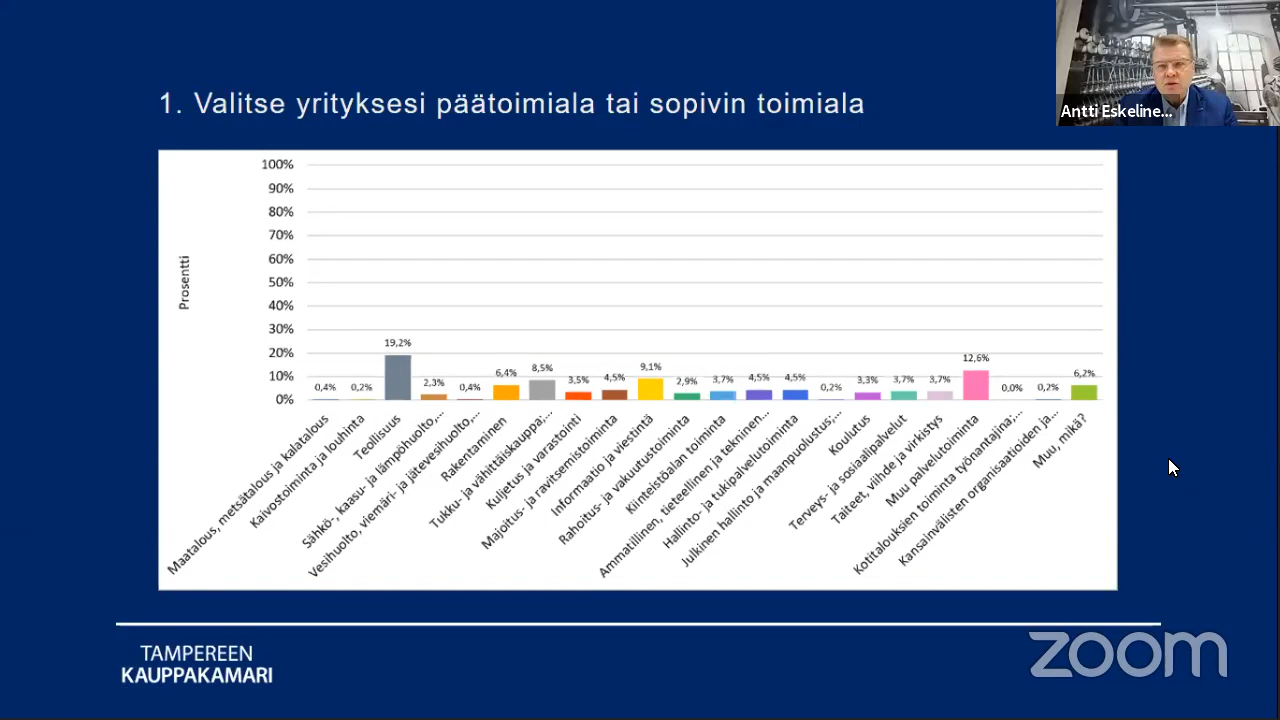 1. Valitse yrityksesi päätoimiala tai sopivin toimiala
Antti Eskeline...
Prosentti
100%
90%
80%
70%
60%
50%
40%
30%
20%
10%
0%
0,4%
0,2%
19,2%
2,3%
0,4%
6,4%
8,5%
3,5%
4,5%
9,1%
2,9%
3,7%
4,5%
4,5%
0,2%
3,3%
3,7%
3,7%
12,6%
0,0%
0,2%
6,2%
Maatalous, metsätalous ja kalatalous
Kaivostoiminta ja louhinta
Teollisuus
Sähkö-, kaasu- ja lämpöhuolto,...
Vesihuolto, viemäri- ja jätevesihuolto,...
Rakentaminen
Tukku- ja vähittäiskauppa;...
Kuljetus ja varastointi
Majoitus- ja ravitsemistoiminta
Informaatio ja viestintä
Rahoitus- ja vakuutustoiminta
Kiinteistöalan toiminta
Ammatillinen, tieteellinen ja tekninen...
Hallinto- ja tukipalvelutoiminta
Julkinen hallinto ja maanpuolustus;...
Koulutus
Terveys- ja sosiaalipalvelut
Taiteet, viihde ja virkistys
Muu palvelutoiminta
Kotitalouksien toiminta työnantajina;...
Kansainvälisten organisaatioiden ja...
Muu, mikä?
TAMPEREEN
KAUPPAKAMARI
zoom